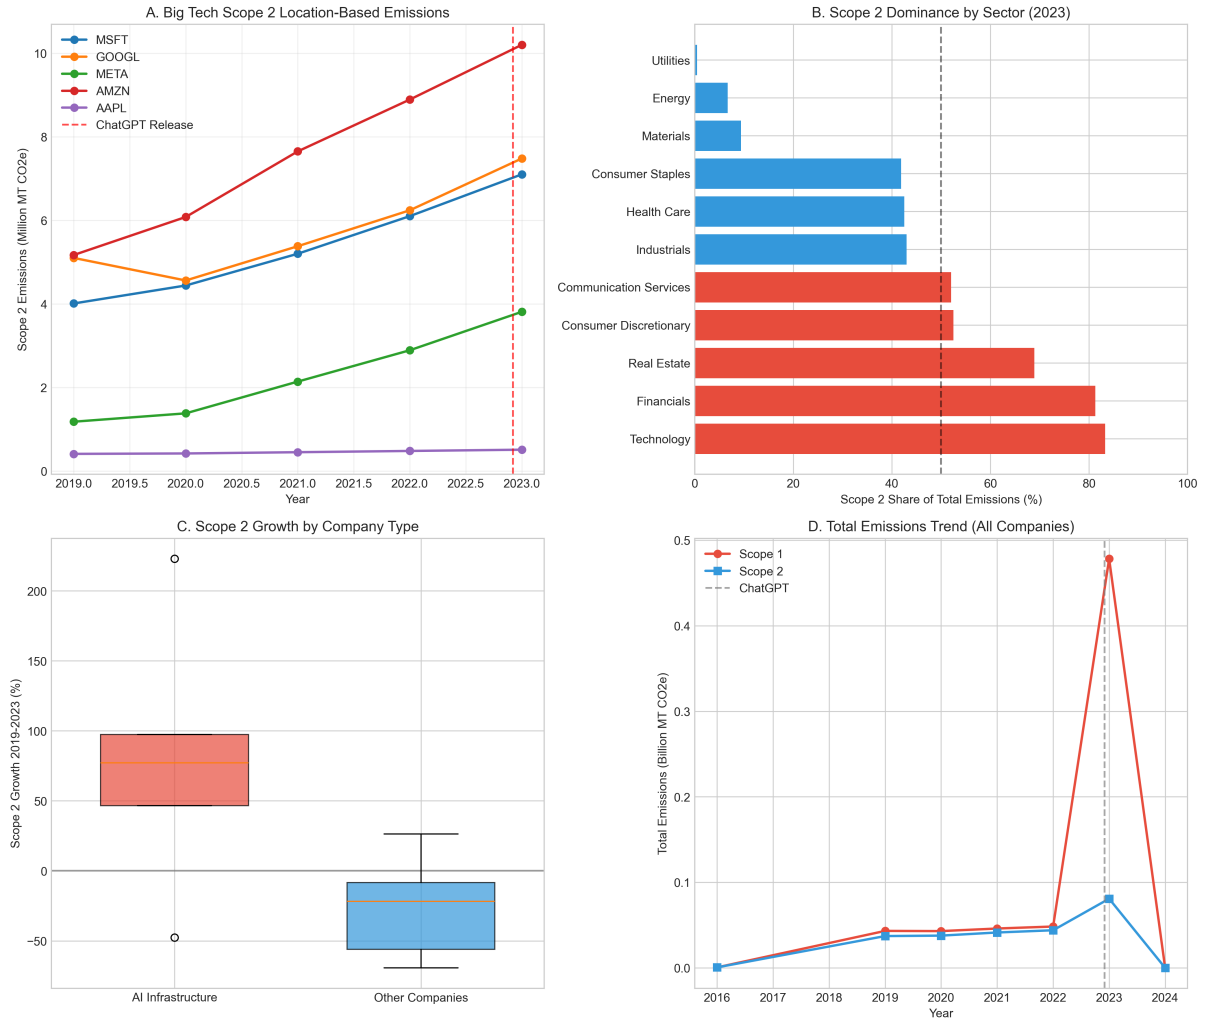 A. Big Tech Scope 2 Location-Based Emissions
MSFT
GOOGL
META
AMZN
AAPL
ChatGPT Release
Scope 2 Emissions (Million MT CO2e)
10
8
6
4
2
0
2019.0 2019.5 2020.0 2020.5 2021.0 2021.5 2022.0 2022.5 2023.0
Year
B. Scope 2 Dominance by Sector (2023)
Utilities
Energy
Materials
Consumer Staples
Health Care
Industrials
Communication Services
Consumer Discretionary
Real Estate
Financials
Technology
0 20 40 60 80 100
Scope 2 Share of Total Emissions (%)
C. Scope 2 Growth by Company Type
Scope 2 Growth 2019-2023 (%)
200
150
100
50
0
−50
AI Infrastructure Other Companies
D. Total Emissions Trend (All Companies)
Scope 1
Scope 2
ChatGPT
Total Emissions (Billion MT CO2e)
0.5
0.4
0.3
0.2
0.1
0.0
2016 2017 2018 2019 2020 2021 2022 2023 2024
Year